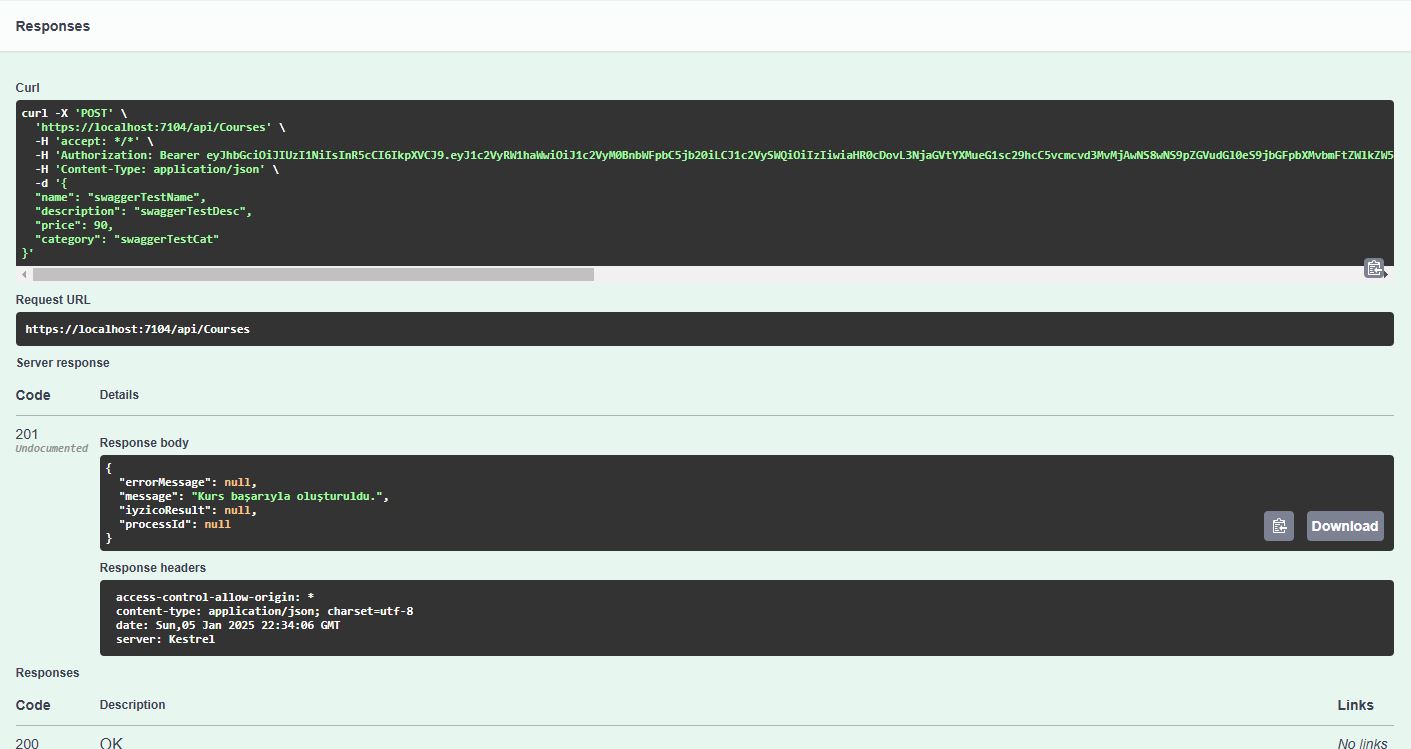 Responses
Curl
curl -X 'POST' \
'https://localhost:7104/api/Courses' \
-H 'accept: */*' \
-H 'Authorization: Bearer eyJhbGciOiJIUzI1NiIsInR5cCI6IkpXVCJ9.eyJ1c2VyRW1haWwiOiJ1c2VyM0BnbWFpbC5jb20iLCJ1c2VySWQiOiIzIiwiaHR0cDovL3NjaGVtYXMueG1sc29hcC5vcmcvd3MvMjAwNS8wNS9pZGVudGl0eS9jbGFpbXMvbmFtZWlkZW5
-H 'Content-Type: application/json' \
-d '{
"name": "swaggerTestName",
"description": "swaggerTestDesc",
"price": 90,
"category": "swaggerTestCat"
}'
Request URL
https://localhost:7104/api/Courses
Server response
Code Details
201
Undocumented
Response body
{
"errorMessage": null,
"message": "Kurs başarıyla oluşturuldu.",
"iyzicoResult": null,
"processId": null
}
Download
Response headers
access-control-allow-origin: *
content-type: application/json; charset=utf-8
date: Sun,05 Jan 2025 22:34:06 GMT
server: Kestrel
Responses
Code Description Links
200 OK No links